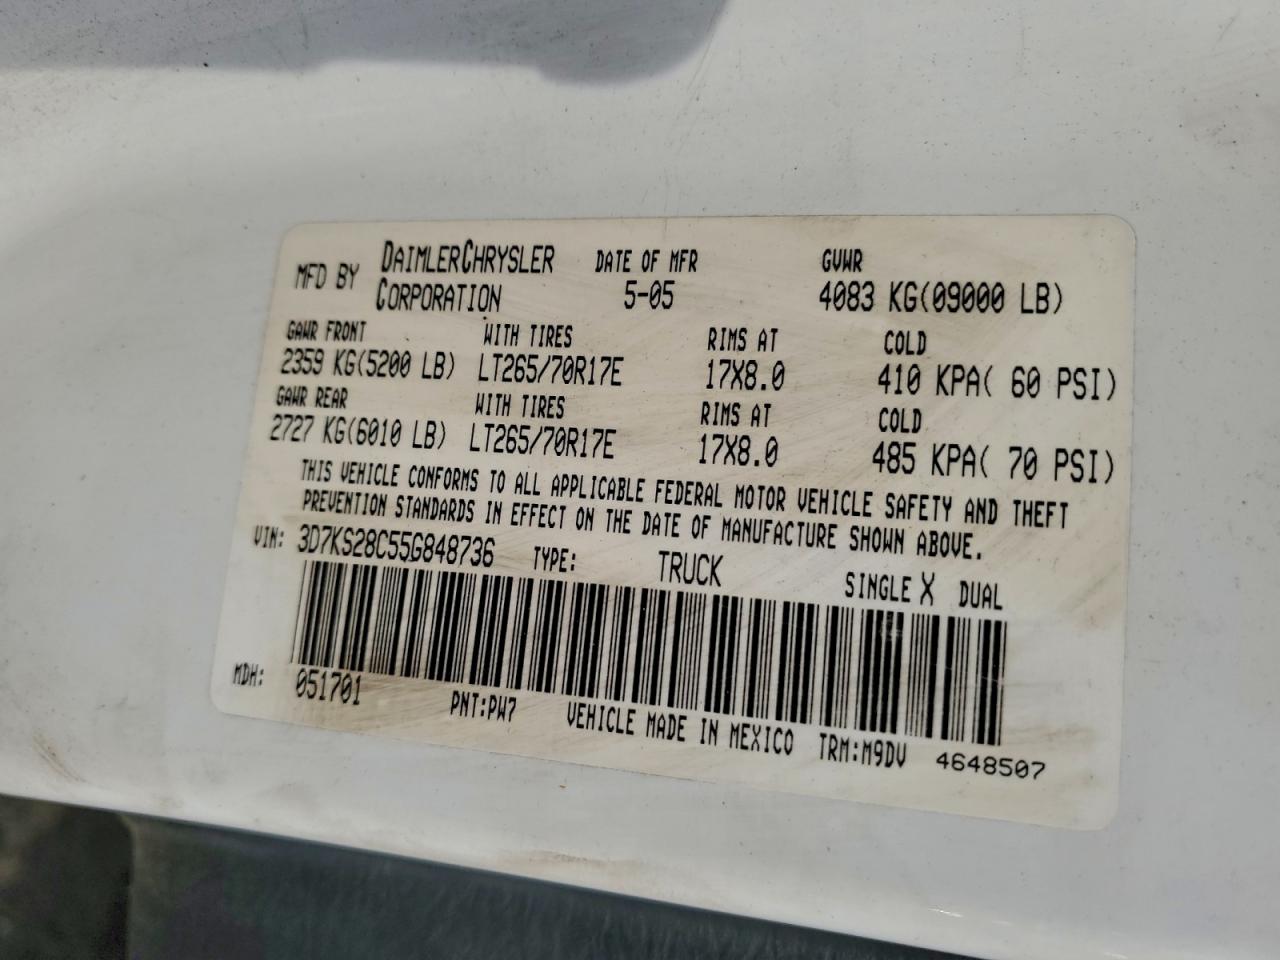 MFD BY DAIMLERCHRYSLER CORPORATION DATE OF MFR 5-05 GVWR 4083 KG(09000 LB)
GAWR FRONT WITH TIRES RIMS AT COLD
2359 KG(5200 LB) LT265/70R17E 17X8.0 410 KPA( 60 PSI)
GAWR REAR WITH TIRES RIMS AT COLD
2727 KG(6010 LB) LT265/70R17E 17X8.0 485 KPA( 70 PSI)
THIS VEHICLE CONFORMS TO ALL APPLICABLE FEDERAL MOTOR VEHICLE SAFETY AND THEFT
PREVENTION STANDARDS IN EFFECT ON THE DATE OF MANUFACTURE SHOWN ABOVE.
VIN: 3D7KS28C55G848736 TYPE: TRUCK SINGLE X DUAL
MDH: 051701 PNT:PW7 VEHICLE MADE IN MEXICO TRM:M9DV 4648507